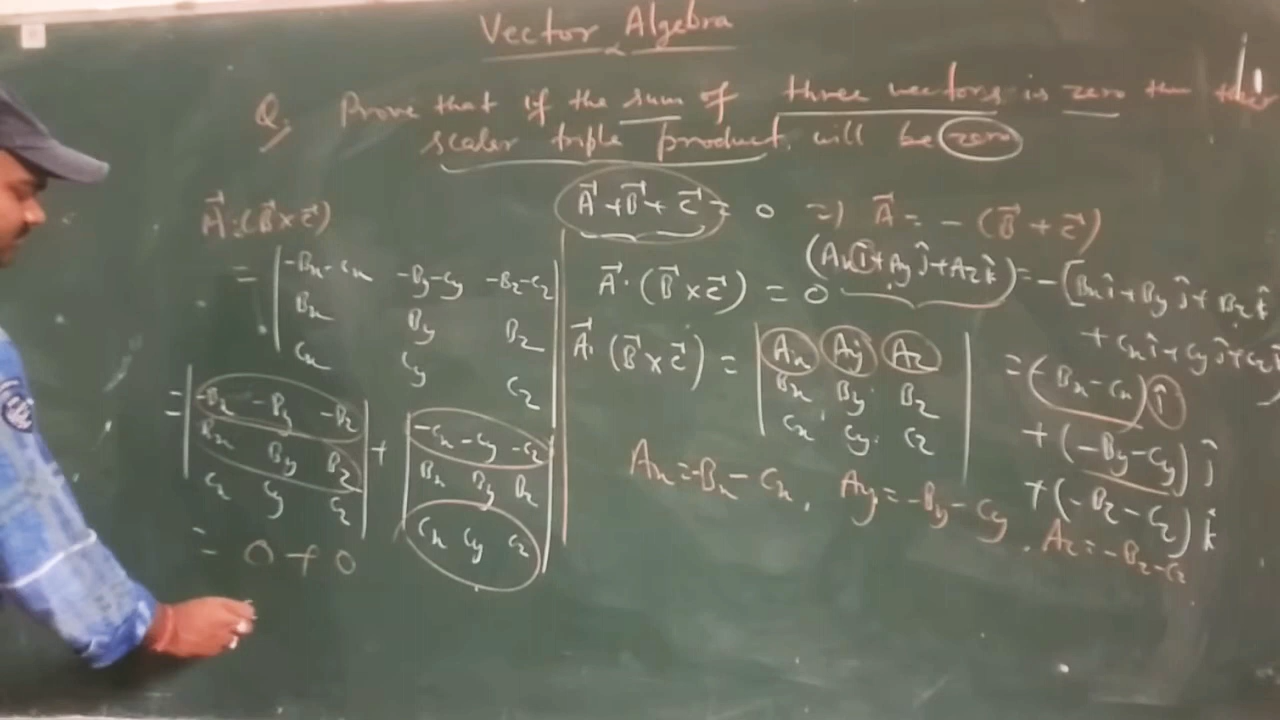 Vector Algebra
Q. Prove that if the sum of three vectors is zero then their
scaler triple product will be zero
A⃗+B⃗+C⃗ = 0 ⇒ A⃗ = -(B⃗+C⃗)
(Axî+Ayĵ+Azk̂) = -[Bxî+Byĵ+Bzk̂
+Cxî+Cyĵ+Czk̂]
= (-Bx-Cx)î
+(-By-Cy)ĵ
+(-Bz-Cz)k̂
A⃗·(B⃗×C⃗) = 0
A⃗·(B⃗×C⃗) = | Ax Ay Az |
Bx By Bz
Cx Cy Cz
Ax=-Bx-Cx, Ay=-By-Cy, Az=-Bz-Cz
A⃗·(B⃗×C⃗)
= | -Bx-Cx -By-Cy -Bz-Cz |
Bx By Bz
Cx Cy Cz
= | -Bx -By -Bz | + | -Cx -Cy -Cz |
Bx By Bz Bx By Bz
Cx Cy Cz Cx Cy Cz
= 0+0